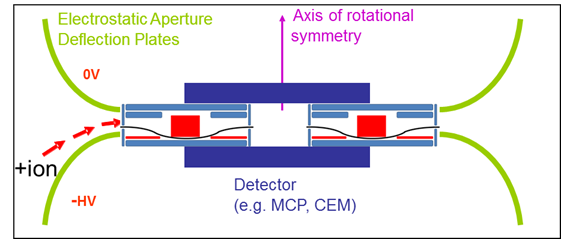 Electrostatic Aperture
Deflection Plates
Axis of rotational
symmetry
0V
+ion
-HV
Detector
(e.g. MCP, CEM)